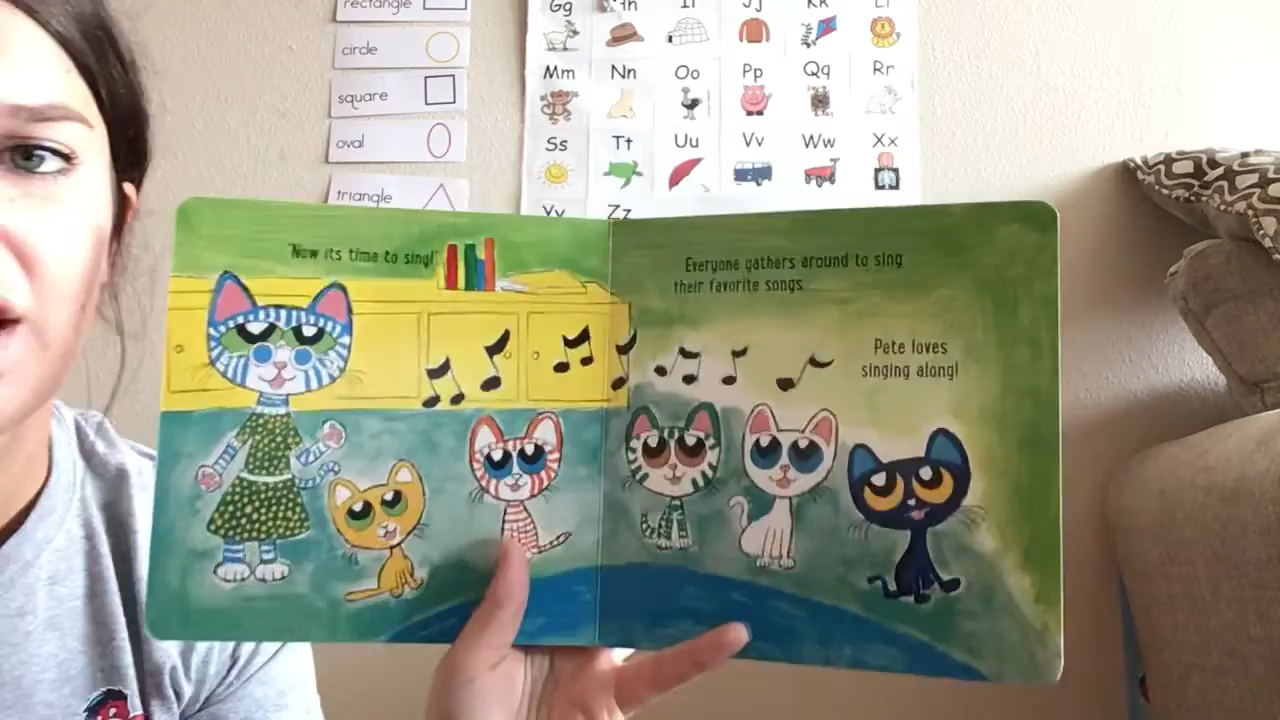 rectangle
circle
square
oval
triangle
Gg Hh Ii Jj Kk Ll
Mm Nn Oo Pp Qq Rr
Ss Tt Uu Vv Ww Xx
Yy Zz
"Now its time to sing!"
Everyone gathers around to sing
their favorite songs.
Pete loves
singing along!